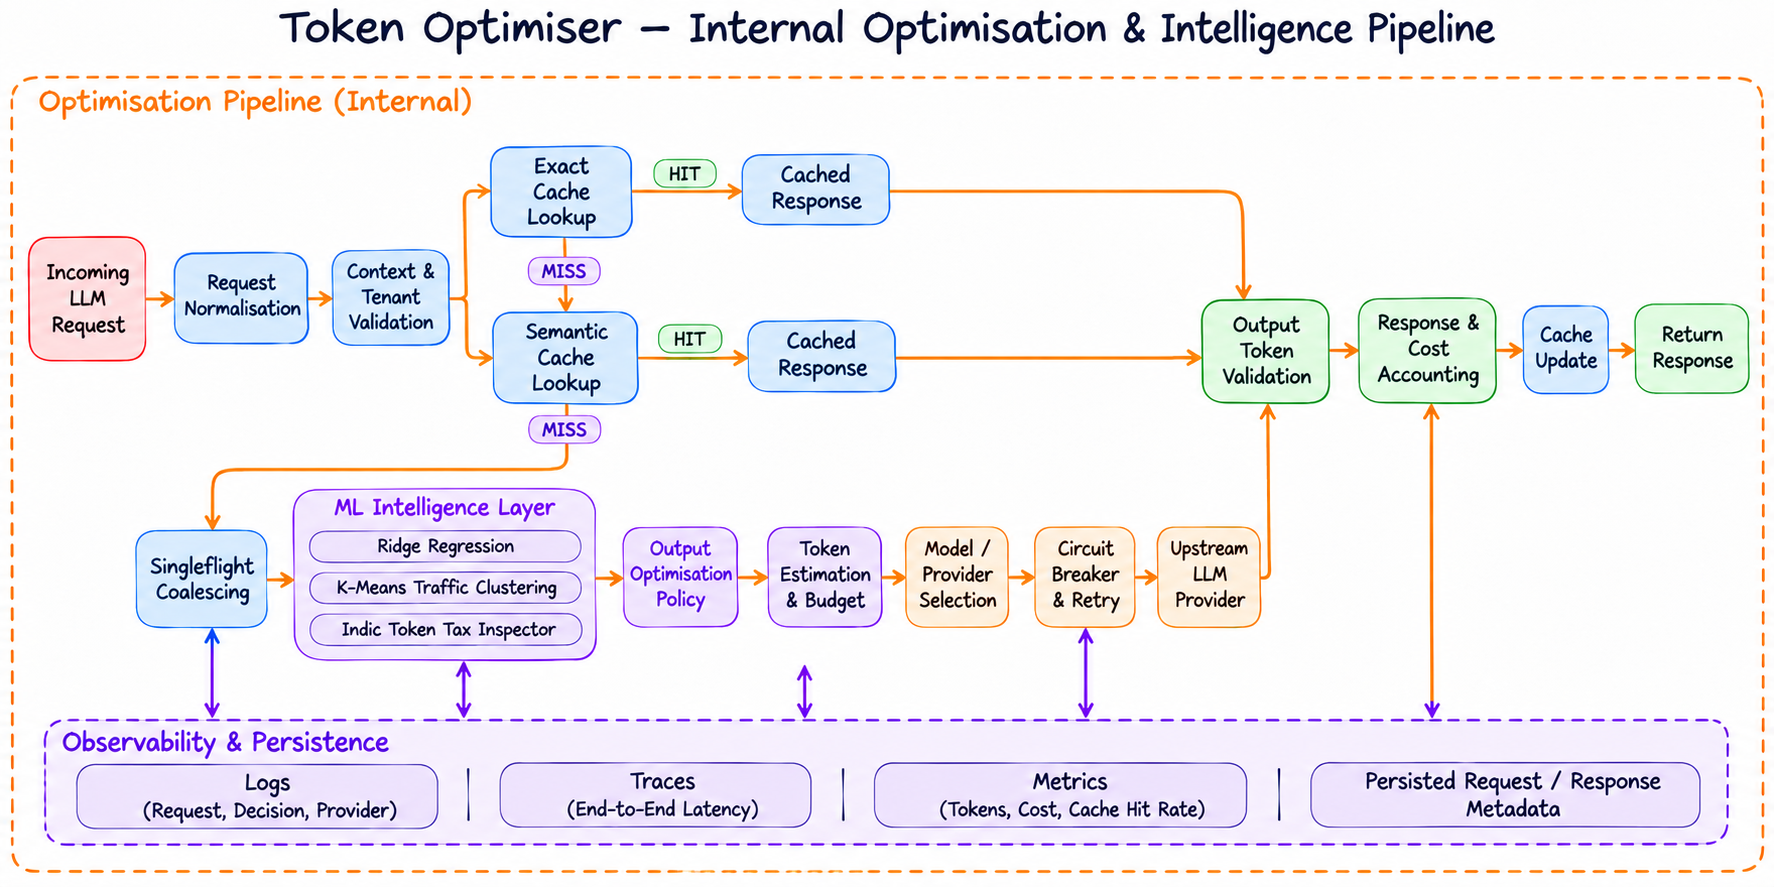 Token Optimiser — Internal Optimisation & Intelligence Pipeline
Optimisation Pipeline (Internal)
Incoming
LLM
Request
Request
Normalisation
Context &
Tenant
Validation
Exact
Cache
Lookup
HIT
Cached
Response
MISS
Semantic
Cache
Lookup
HIT
Cached
Response
MISS
Output
Token
Validation
Response &
Cost
Accounting
Cache
Update
Return
Response
Singleflight
Coalescing
ML Intelligence Layer
Ridge Regression
K-Means Traffic Clustering
Indic Token Tax Inspector
Output
Optimisation
Policy
Token
Estimation
& Budget
Model /
Provider
Selection
Circuit
Breaker
& Retry
Upstream
LLM
Provider
Observability & Persistence
Logs
(Request, Decision, Provider)
Traces
(End-to-End Latency)
Metrics
(Tokens, Cost, Cache Hit Rate)
Persisted Request / Response
Metadata